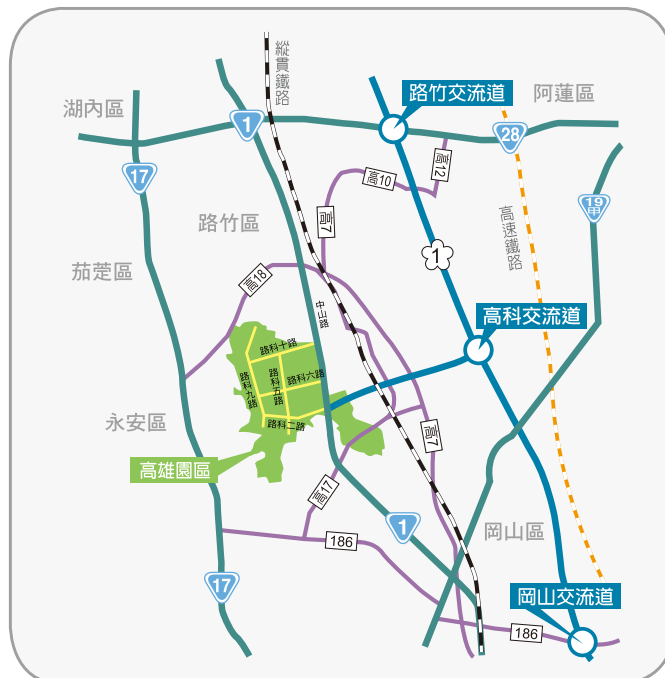 縱貫鐵路
路竹交流道
阿蓮區
湖內區
1
28
17
高12
高10
19甲
路竹區
高7
高速鐵路
1
茄萣區
高18
中山路
高科交流道
路科十路
路科六路
路科五路
路科九路
永安區
路科二路
高7
高雄園區
高17
1
岡山區
186
17
岡山交流道
186